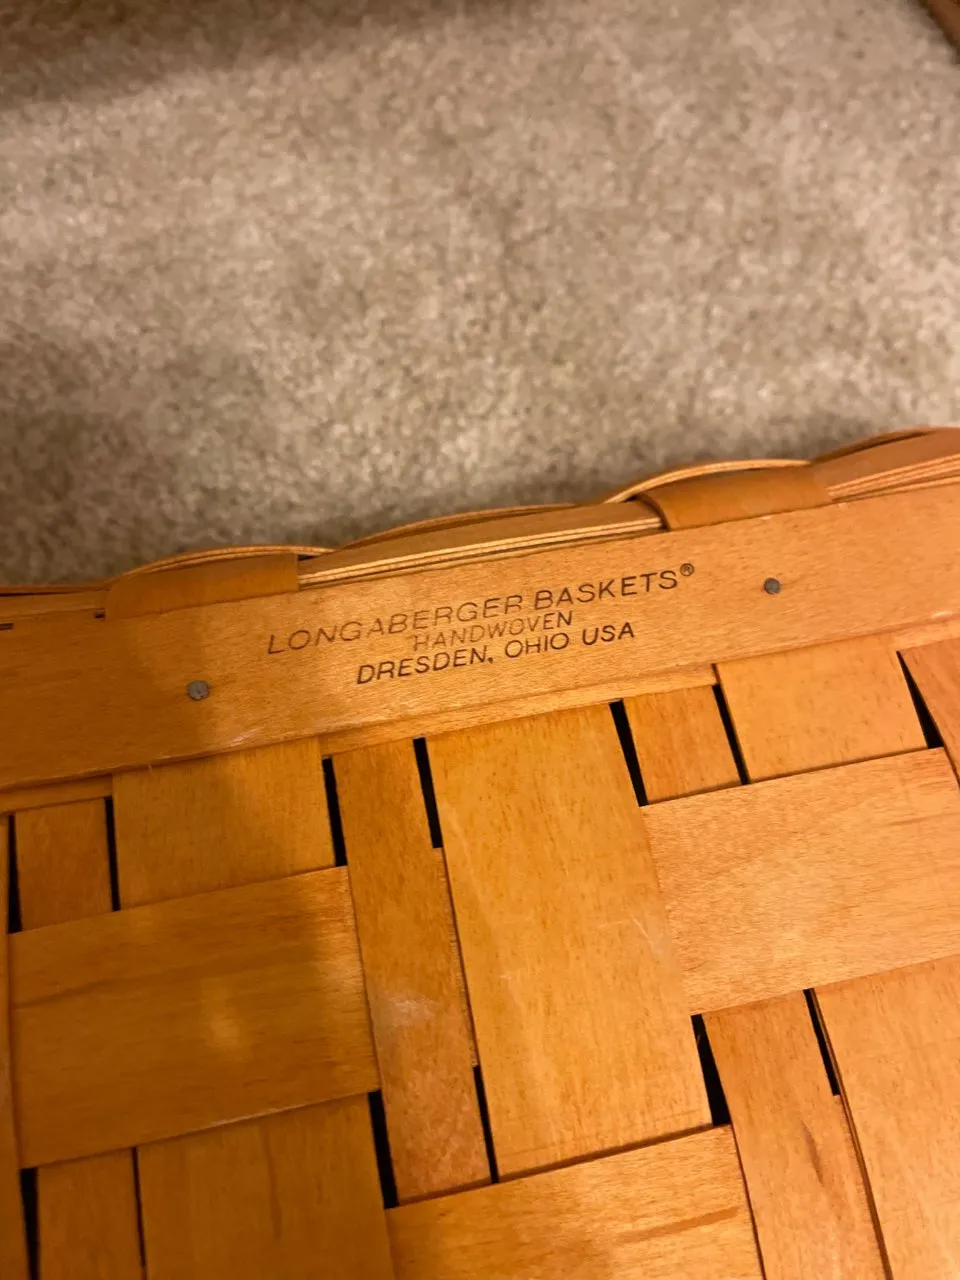 LONGABERGER BASKETS®
HANDWOVEN
DRESDEN, OHIO USA